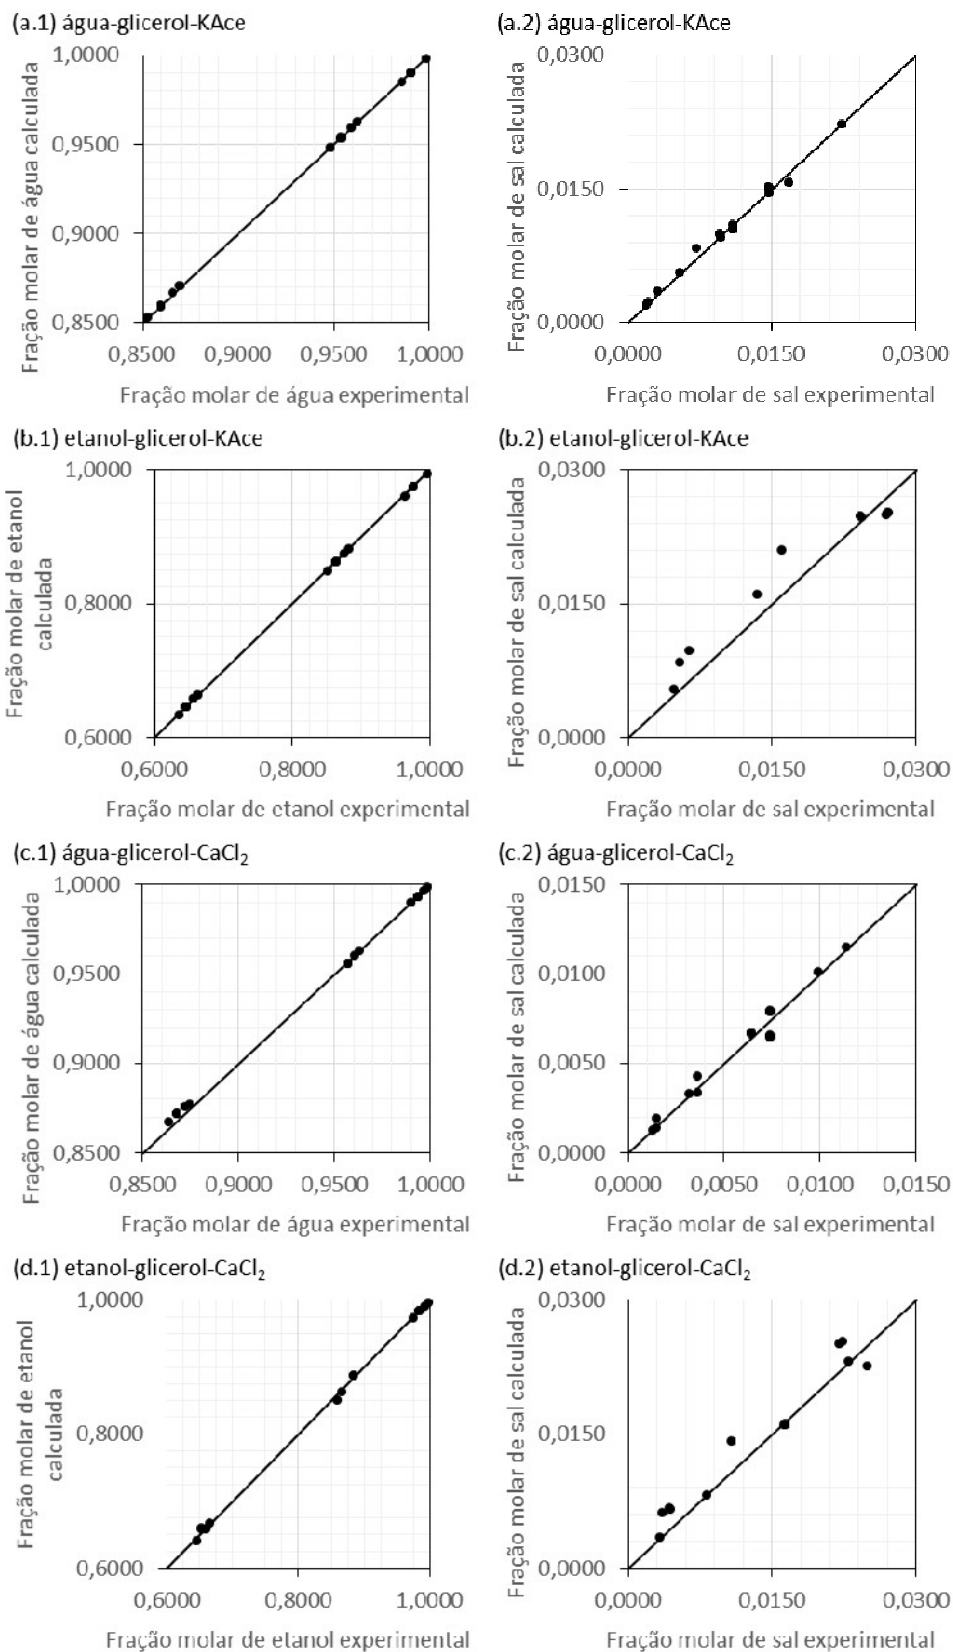 (a.1) água-glicerol-KAce
Fração molar de água calculada
1,0000
0,9500
0,9000
0,8500
0,8500 0,9000 0,9500 1,0000
Fração molar de água experimental
(a.2) água-glicerol-KAce
Fração molar de sal calculada
0,0300
0,0150
0,0000
0,0000 0,0150 0,0300
Fração molar de sal experimental
(b.1) etanol-glicerol-KAce
Fração molar de etanol
calculada
1,0000
0,8000
0,6000
0,6000 0,8000 1,0000
Fração molar de etanol experimental
(b.2) etanol-glicerol-KAce
Fração molar de sal calculada
0,0300
0,0150
0,0000
0,0000 0,0150 0,0300
Fração molar de sal experimental
(c.1) água-glicerol-CaCl₂
Fração molar de água calculada
1,0000
0,9500
0,9000
0,8500
0,8500 0,9000 0,9500 1,0000
Fração molar de água experimental
(c.2) água-glicerol-CaCl₂
Fração molar de sal calculada
0,0150
0,0100
0,0050
0,0000
0,0000 0,0050 0,0100 0,0150
Fração molar de sal experimental
(d.1) etanol-glicerol-CaCl₂
Fração molar de etanol
calculada
1,0000
0,8000
0,6000
0,6000 0,8000 1,0000
Fração molar de etanol experimental
(d.2) etanol-glicerol-CaCl₂
Fração molar de sal calculada
0,0300
0,0150
0,0000
0,0000 0,0150 0,0300
Fração molar de sal experimental